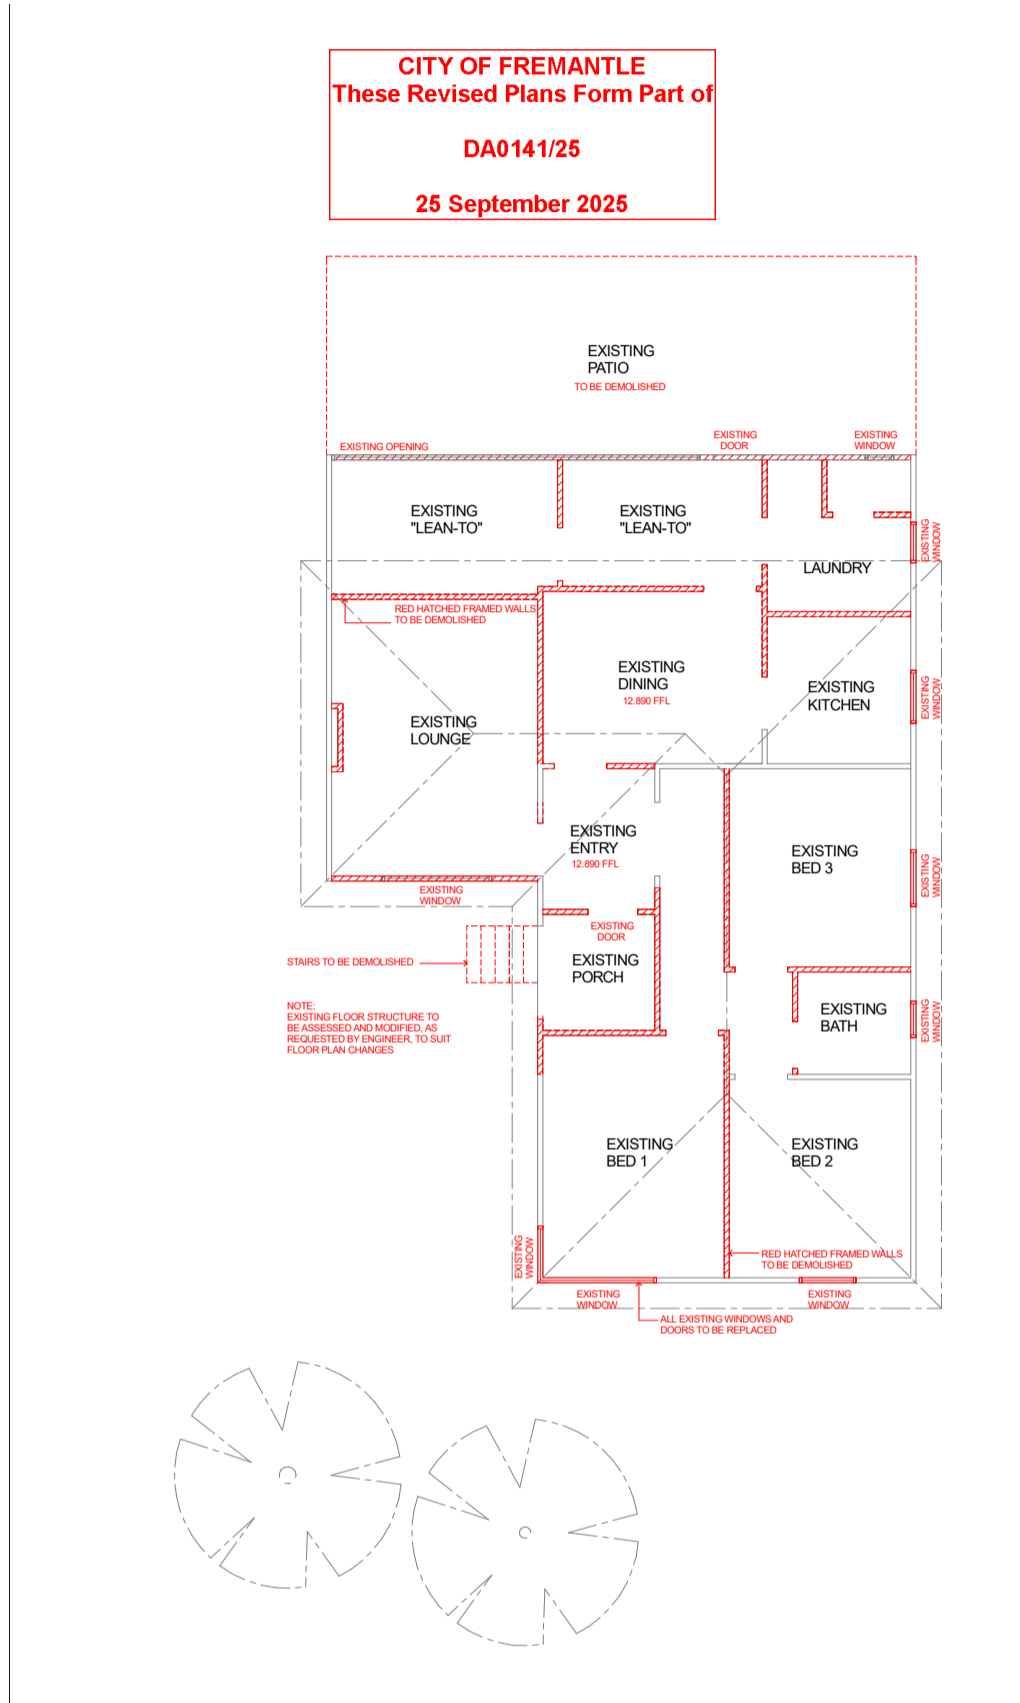 CITY OF FREMANTLE
These Revised Plans Form Part of
DA0141/25
25 September 2025
EXISTING
PATIO
TO BE DEMOLISHED
EXISTING OPENING
EXISTING
DOOR
EXISTING
WINDOW
EXISTING
"LEAN-TO"
EXISTING
"LEAN-TO"
EXISTING
WINDOW
LAUNDRY
RED HATCHED FRAMED WALLS
TO BE DEMOLISHED
EXISTING
DINING
12.890 FFL
EXISTING
KITCHEN
EXISTING
WINDOW
EXISTING
LOUNGE
EXISTING
ENTRY
12.890 FFL
EXISTING
BED 3
EXISTING
WINDOW
EXISTING
WINDOW
EXISTING
DOOR
EXISTING
PORCH
STAIRS TO BE DEMOLISHED
NOTE:
EXISTING FLOOR STRUCTURE TO
BE ASSESSED AND MODIFIED, AS
REQUESTED BY ENGINEER, TO SUIT
FLOOR PLAN CHANGES
EXISTING
BATH
EXISTING
WINDOW
EXISTING
BED 1
EXISTING
BED 2
EXISTING
WINDOW
RED HATCHED FRAMED WALLS
TO BE DEMOLISHED
EXISTING
WINDOW
EXISTING
WINDOW
ALL EXISTING WINDOWS AND
DOORS TO BE REPLACED